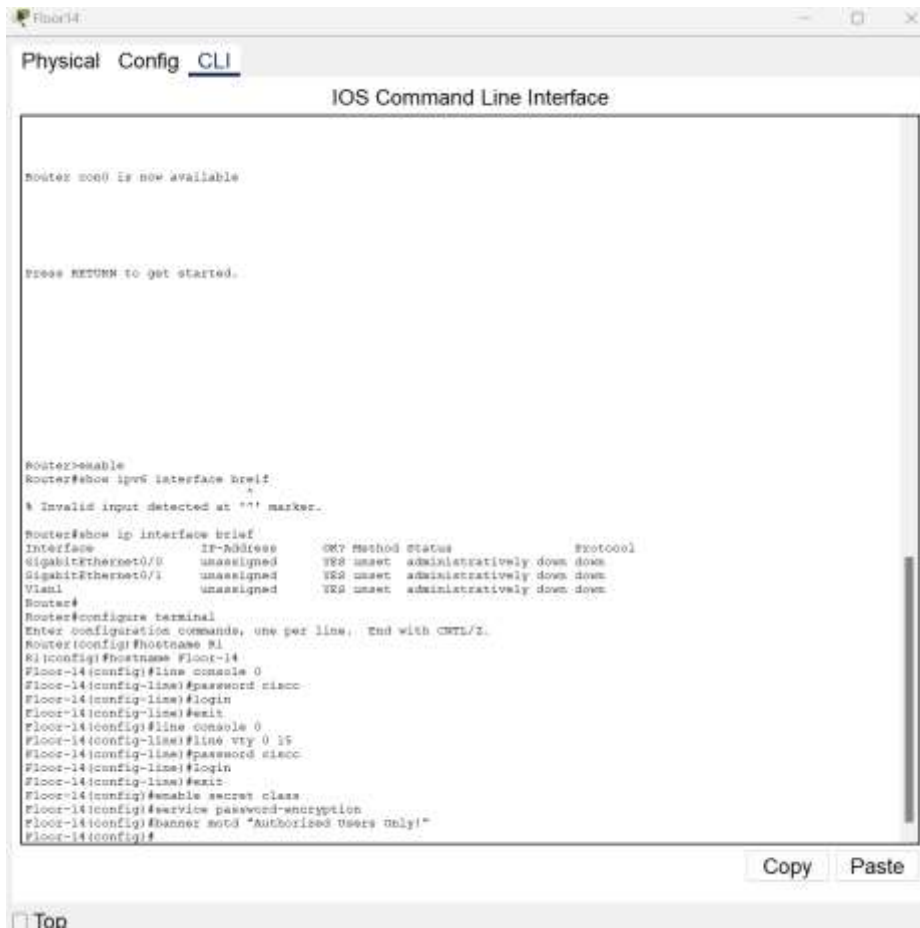 Floor14
Physical Config CLI
IOS Command Line Interface
Router con0 is now available
Press RETURN to get started.
Router>enable
Router#show ipv6 interface breif
^
% Invalid input detected at '^' marker.
Router#show ip interface brief
Interface IP-Address OK? Method Status Protocol
GigabitEthernet0/0 unassigned YES unset administratively down down
GigabitEthernet0/1 unassigned YES unset administratively down down
Vlan1 unassigned YES unset administratively down down
Router#
Router#configure terminal
Enter configuration commands, one per line. End with CNTL/Z.
Router(config)#hostname R1
R1(config)#hostname Floor-14
Floor-14(config)#line console 0
Floor-14(config-line)#password cisco
Floor-14(config-line)#login
Floor-14(config-line)#exit
Floor-14(config)#line console 0
Floor-14(config-line)#line vty 0 15
Floor-14(config-line)#password cisco
Floor-14(config-line)#login
Floor-14(config-line)#exit
Floor-14(config)#enable secret class
Floor-14(config)#service password-encryption
Floor-14(config)#banner motd "Authorized Users Only!"
Floor-14(config)#
Copy Paste
Top